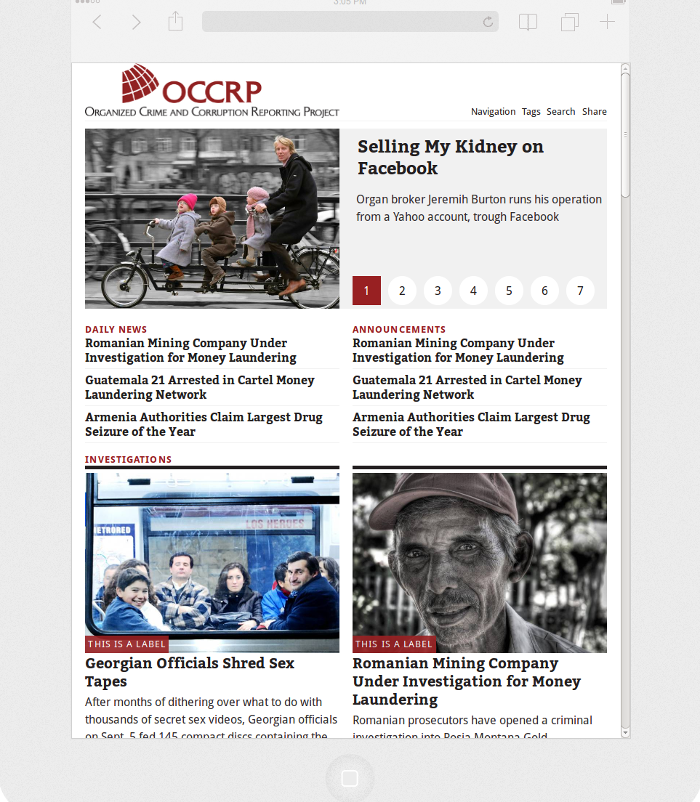 3:05 PM
OCCRP
ORGANIZED CRIME AND CORRUPTION REPORTING PROJECT
Navigation Tags Search Share
Selling My Kidney on
Facebook
Organ broker Jeremih Burton runs his operation
from a Yahoo account, trough Facebook
1 2 3 4 5 6 7
DAILY NEWS
Romanian Mining Company Under
Investigation for Money Laundering
Guatemala 21 Arrested in Cartel Money
Laundering Network
Armenia Authorities Claim Largest Drug
Seizure of the Year
ANNOUNCEMENTS
Romanian Mining Company Under
Investigation for Money Laundering
Guatemala 21 Arrested in Cartel Money
Laundering Network
Armenia Authorities Claim Largest Drug
Seizure of the Year
INVESTIGATIONS
ETRORED
LOS HEROES
THIS IS A LABEL
Georgian Officials Shred Sex
Tapes
After months of dithering over what to do with
thousands of secret sex videos, Georgian officials
on Sept. 5 fed 145 compact discs containing the
THIS IS A LABEL
Romanian Mining Company
Under Investigation for Money
Laundering
Romanian prosecutors have opened a criminal
investigation into Rosia Montana Gold